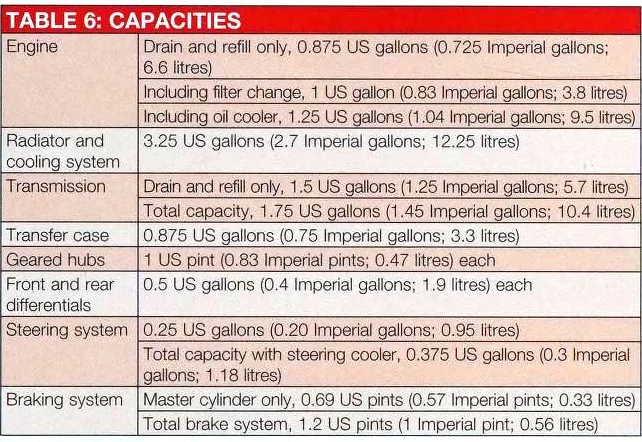 TABLE 6: CAPACITIES
Engine
Drain and refill only, 0.875 US gallons (0.725 Imperial gallons;
6.6 litres)
Including filter change, 1 US gallon (0.83 Imperial gallons; 3.8 litres)
Including oil cooler, 1.25 US gallons (1.04 Imperial gallons; 9.5 litres)
Radiator and
cooling system
3.25 US gallons (2.7 Imperial gallons; 12.25 litres)
Transmission
Drain and refill only, 1.5 US gallons (1.25 Imperial gallons; 5.7 litres)
Total capacity, 1.75 US gallons (1.45 Imperial gallons; 10.4 litres)
Transfer case
0.875 US gallons (0.75 Imperial gallons; 3.3 litres)
Geared hubs
1 US pint (0.83 Imperial pints; 0.47 litres) each
Front and rear
differentials
0.5 US gallons (0.4 Imperial gallons; 1.9 litres) each
Steering system
0.25 US gallons (0.20 Imperial gallons; 0.95 litres)
Total capacity with steering cooler, 0.375 US gallons (0.3 Imperial
gallons; 1.18 litres)
Braking system
Master cylinder only, 0.69 US pints (0.57 Imperial pints; 0.33 litres)
Total brake system, 1.2 US pints (1 Imperial pint; 0.56 litres)